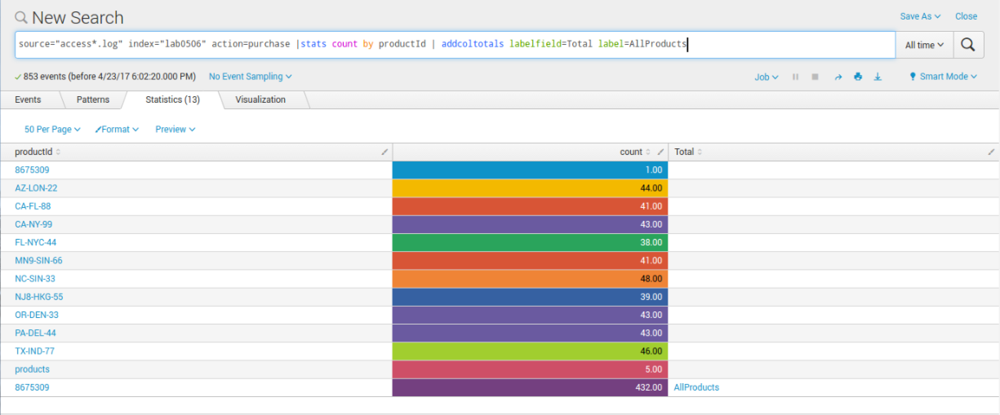 New Search
Save As
Close
source="access*.log" index="lab0506" action=purchase |stats count by productId | addcoltotals labelfield=Total label=AllProducts
All time
853 events (before 4/23/17 6:02:20.000 PM)
No Event Sampling
Job
Smart Mode
Events
Patterns
Statistics (13)
Visualization
50 Per Page
Format
Preview
productId count Total
8675309 1.00
AZ-LON-22 44.00
CA-FL-88 41.00
CA-NY-99 43.00
FL-NYC-44 38.00
MN9-SIN-66 41.00
NC-SIN-33 48.00
NJ8-HKG-55 39.00
OR-DEN-33 43.00
PA-DEL-44 43.00
TX-IND-77 46.00
products 5.00
8675309 432.00 AllProducts